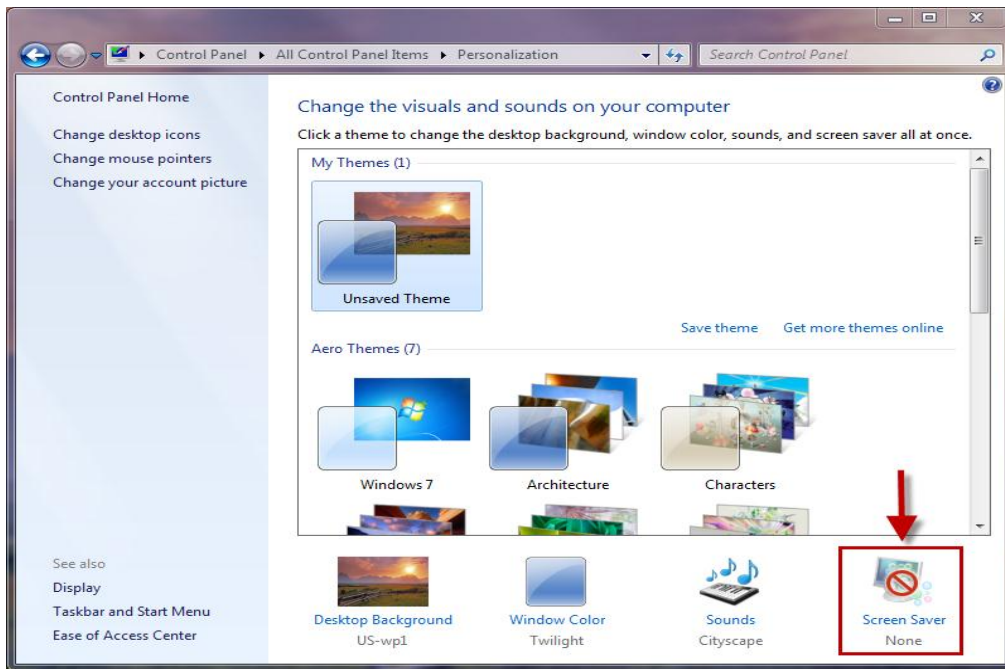 Control Panel All Control Panel Items Personalization
Search Control Panel
Control Panel Home
Change desktop icons
Change mouse pointers
Change your account picture
See also
Display
Taskbar and Start Menu
Ease of Access Center
Change the visuals and sounds on your computer
Click a theme to change the desktop background, window color, sounds, and screen saver all at once.
My Themes (1)
Unsaved Theme
Save theme Get more themes online
Aero Themes (7)
Windows 7 Architecture Characters
Desktop Background Window Color Sounds Screen Saver
US-wp1 Twilight Cityscape None